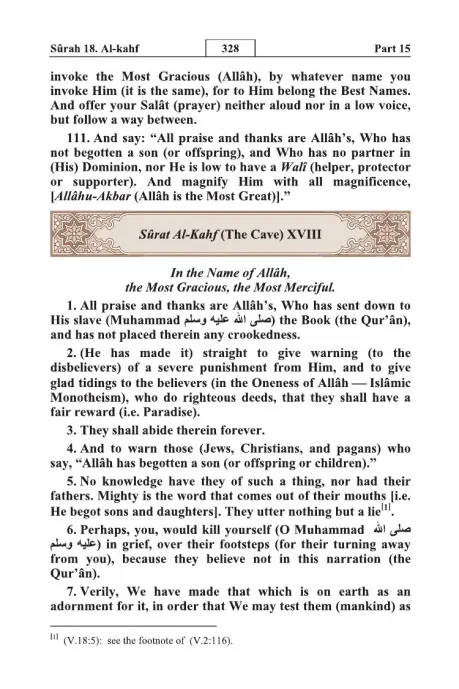 Sûrah 18. Al-kahf 328 Part 15
invoke the Most Gracious (Allâh), by whatever name you
invoke Him (it is the same), for to Him belong the Best Names.
And offer your Salât (prayer) neither aloud nor in a low voice,
but follow a way between.
111. And say: “All praise and thanks are Allâh’s, Who has
not begotten a son (or offspring), and Who has no partner in
(His) Dominion, nor He is low to have a Walî (helper, protector
or supporter). And magnify Him with all magnificence,
[Allâhu-Akbar (Allâh is the Most Great)].”
Sûrat Al-Kahf (The Cave) XVIII
In the Name of Allâh,
the Most Gracious, the Most Merciful.
1. All praise and thanks are Allâh’s, Who has sent down to
His slave (Muhammad صلى الله عليه وسلم) the Book (the Qur’ân),
and has not placed therein any crookedness.
2. (He has made it) straight to give warning (to the
disbelievers) of a severe punishment from Him, and to give
glad tidings to the believers (in the Oneness of Allâh — Islâmic
Monotheism), who do righteous deeds, that they shall have a
fair reward (i.e. Paradise).
3. They shall abide therein forever.
4. And to warn those (Jews, Christians, and pagans) who
say, “Allâh has begotten a son (or offspring or children).”
5. No knowledge have they of such a thing, nor had their
fathers. Mighty is the word that comes out of their mouths [i.e.
He begot sons and daughters]. They utter nothing but a lie[1].
6. Perhaps, you, would kill yourself (O Muhammad صلى الله
عليه وسلم) in grief, over their footsteps (for their turning away
from you), because they believe not in this narration (the
Qur’ân).
7. Verily, We have made that which is on earth as an
adornment for it, in order that We may test them (mankind) as
[1] (V.18:5): see the footnote of (V.2:116).